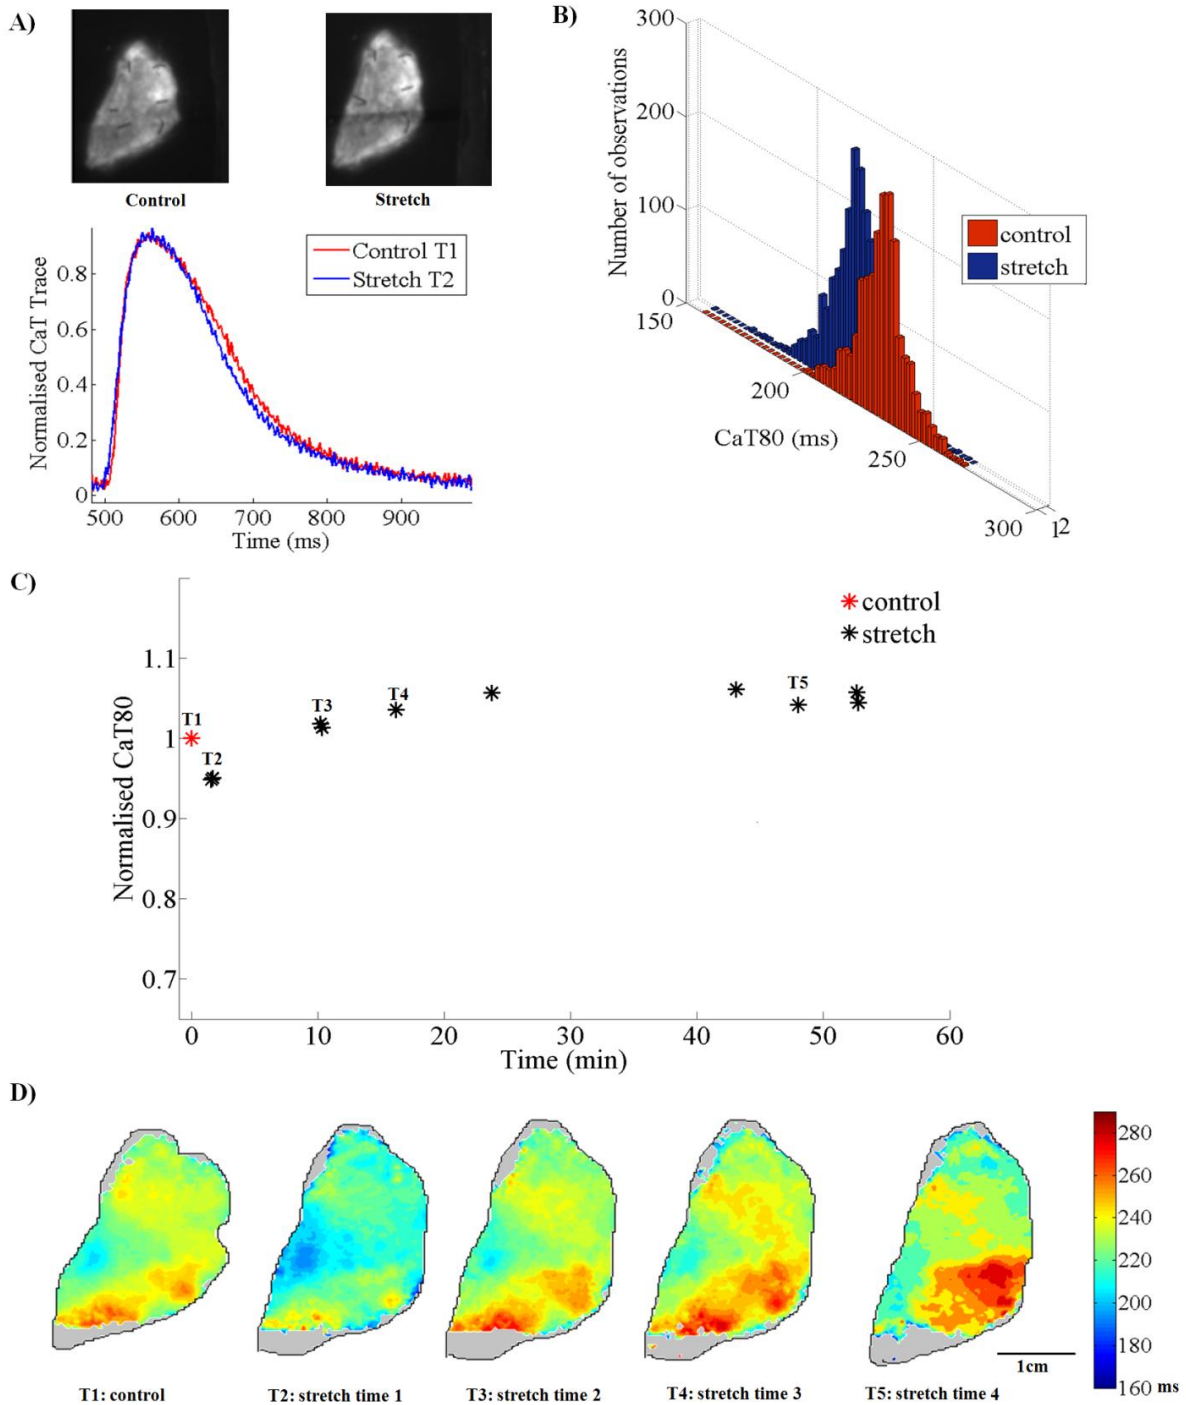 A)
Control
Stretch
Normalised CaT Trace
0.8
0.6
0.4
0.2
0
500 600 700 800 900
Time (ms)
Control T1
Stretch T2
B)
Number of observations
300
200
100
0
150
200
250
300
12
CaT80 (ms)
control
stretch
C)
Normalised CaT80
1.1
1
0.9
0.8
0.7
0 10 20 30 40 50 60
Time (min)
control
stretch
T1
T2
T3
T4
T5
D)
T1: control
T2: stretch time 1
T3: stretch time 2
T4: stretch time 3
T5: stretch time 4
1cm
280
260
240
220
200
180
160 ms